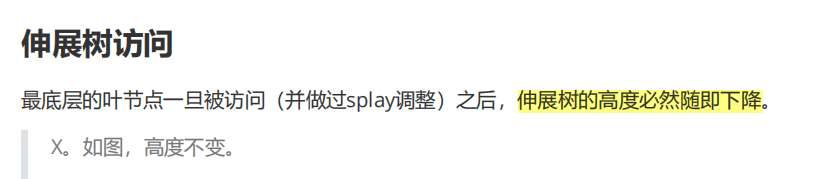 伸展树访问
最底层的叶节点一旦被访问（并做过splay调整）之后，伸展树的高度必然随即下降。
X。如图，高度不变。